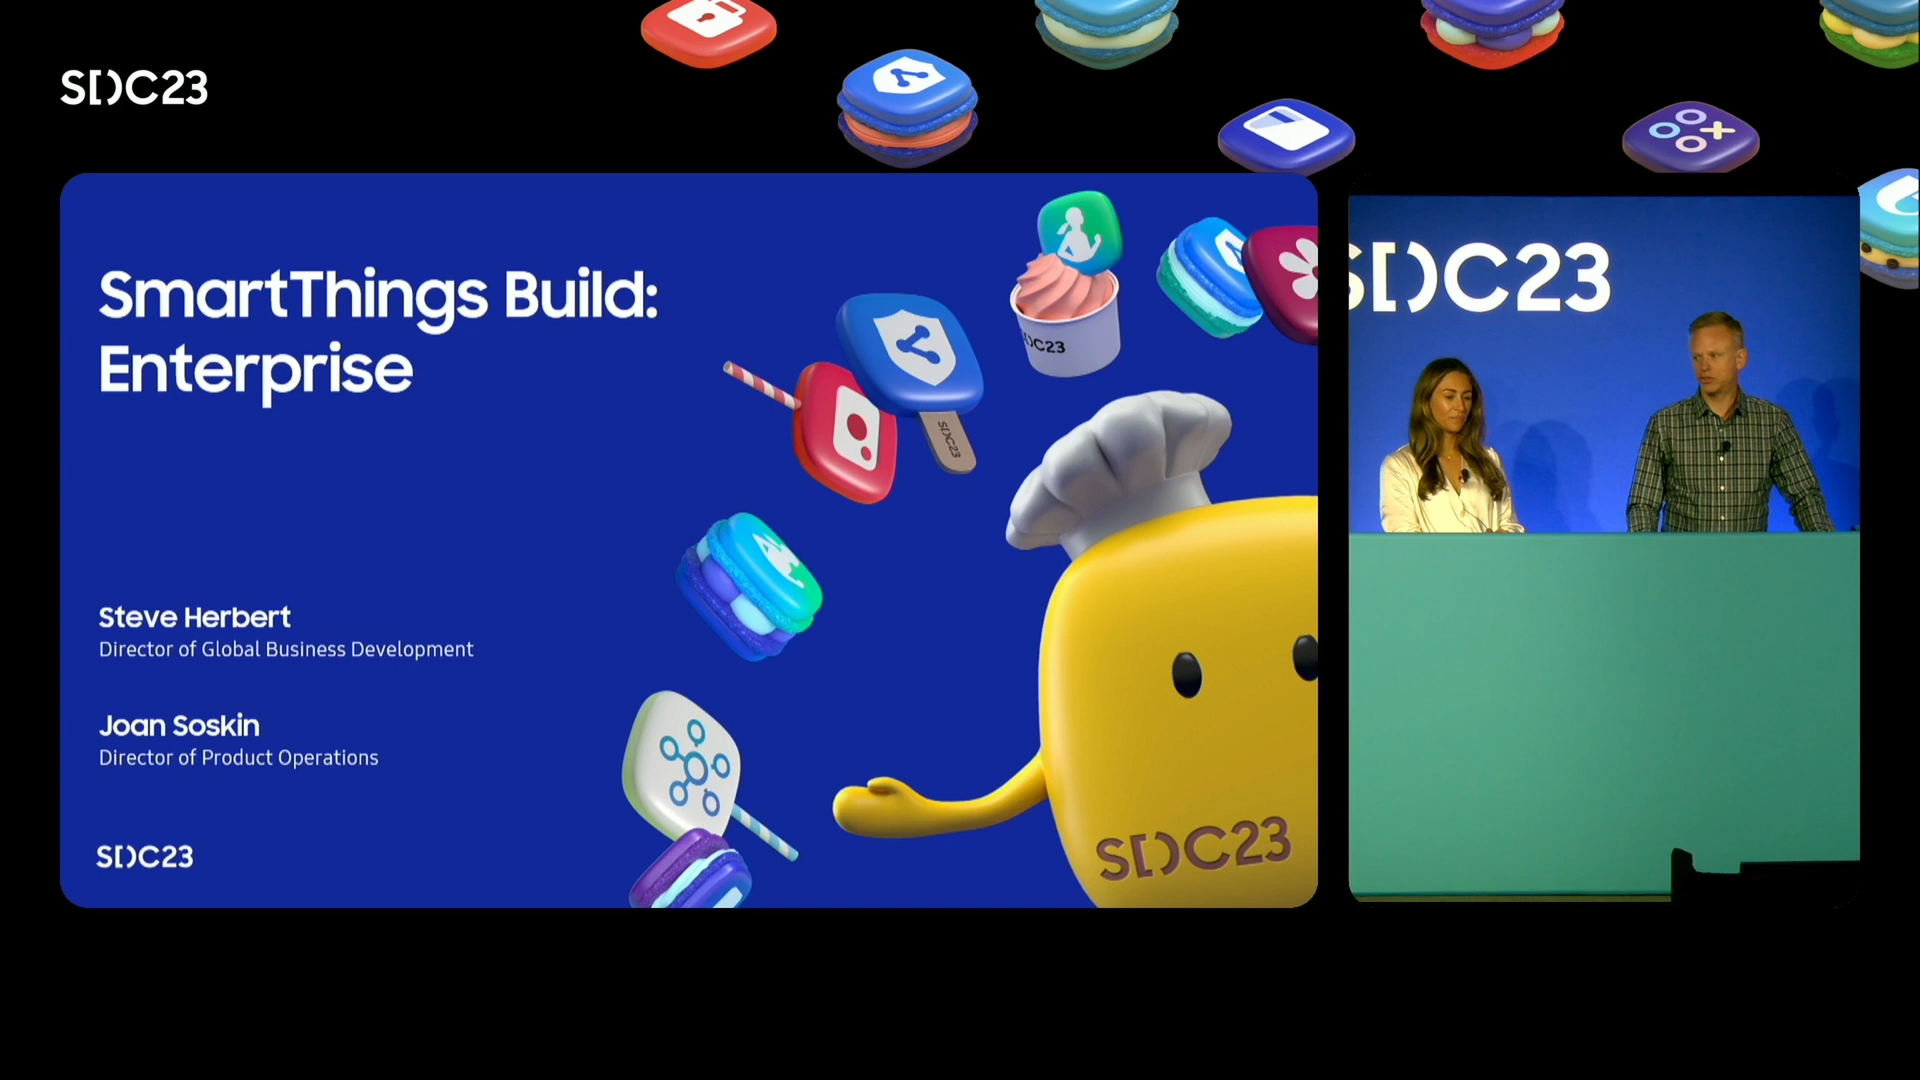 SDC23
SmartThings Build:
Enterprise
Steve Herbert
Director of Global Business Development
Joan Soskin
Director of Product Operations
SDC23
SDC23
SDC23
SDC23
SDC23